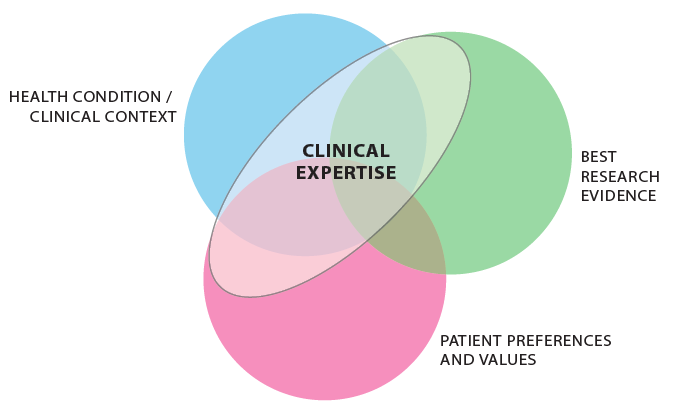 HEALTH CONDITION /
CLINICAL CONTEXT
CLINICAL
EXPERTISE
BEST
RESEARCH
EVIDENCE
PATIENT PREFERENCES
AND VALUES